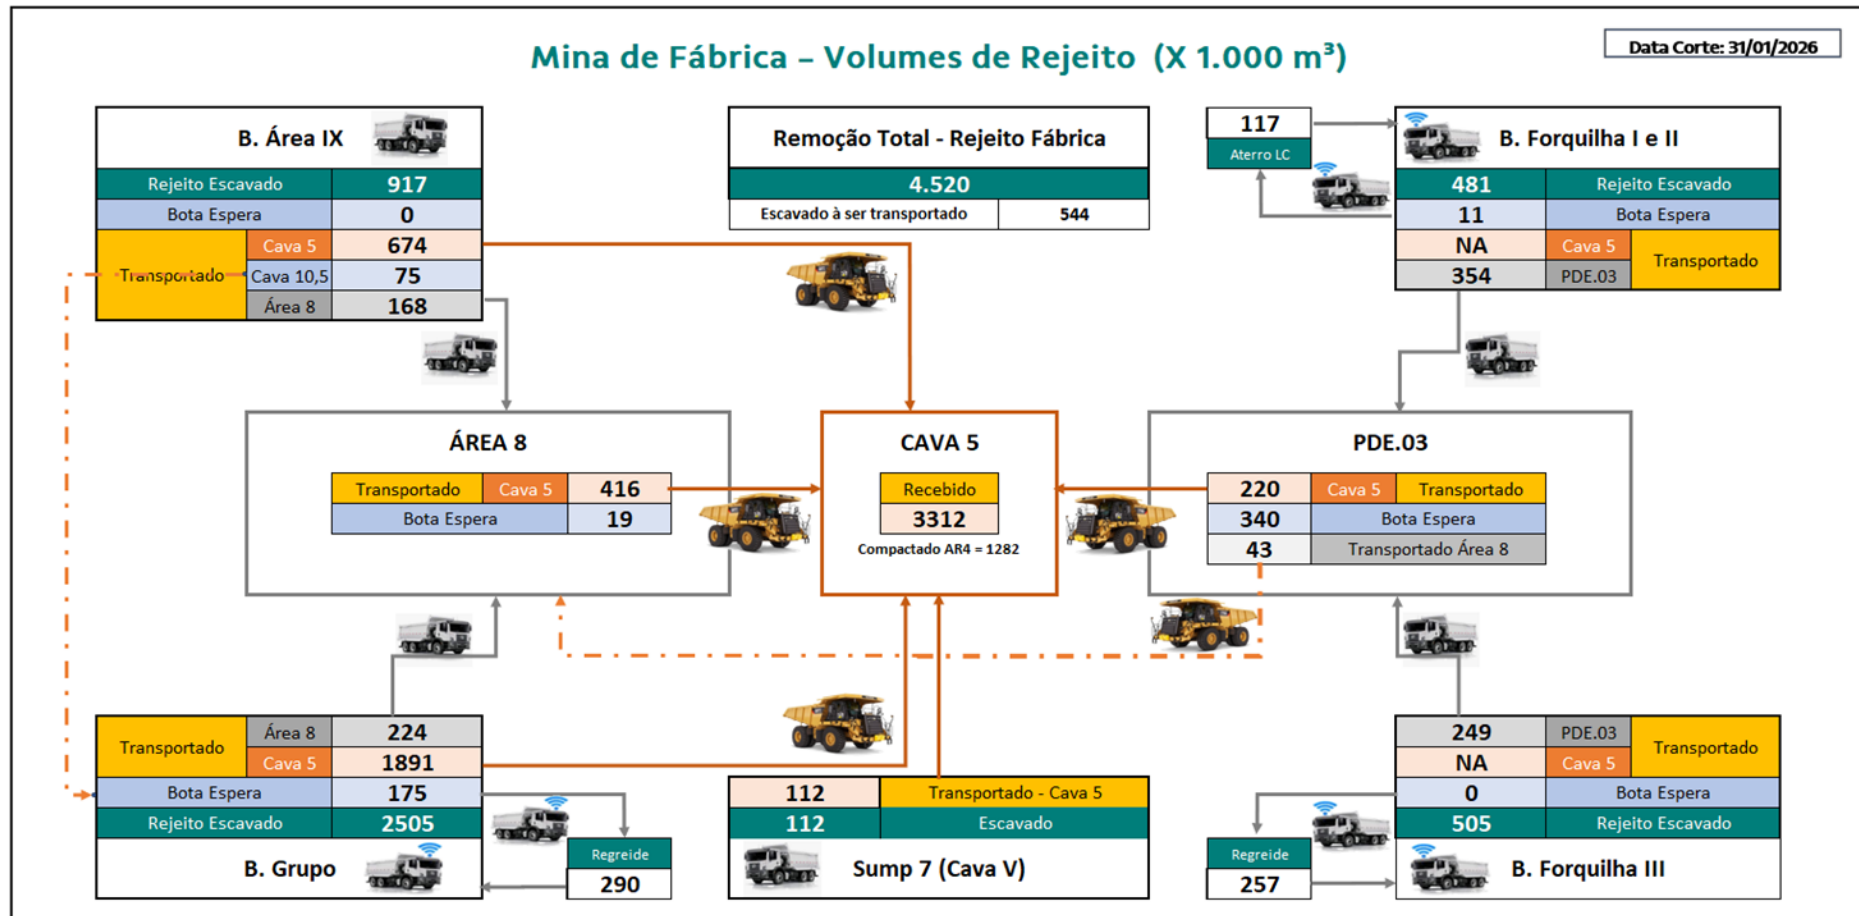 Mina de Fábrica – Volumes de Rejeito (X 1.000 m³)
Data Corte: 31/01/2026
B. Área IX
Rejeito Escavado 917
Bota Espera 0
Transportado
Cava 5 674
Cava 10,5 75
Área 8 168
Remoção Total - Rejeito Fábrica
4.520
Escavado à ser transportado 544
117
Aterro LC
B. Forquilha I e II
481 Rejeito Escavado
11 Bota Espera
NA Cava 5
354 PDE.03
Transportado
ÁREA 8
Transportado Cava 5 416
Bota Espera 19
CAVA 5
Recebido
3312
Compactado AR4 = 1282
PDE.03
220 Cava 5 Transportado
340 Bota Espera
43 Transportado Área 8
Transportado
Área 8 224
Cava 5 1891
Bota Espera 175
Rejeito Escavado 2505
B. Grupo
Regreide
290
112 Transportado - Cava 5
112 Escavado
Sump 7 (Cava V)
Regreide
257
249 PDE.03
NA Cava 5
Transportado
0 Bota Espera
505 Rejeito Escavado
B. Forquilha III